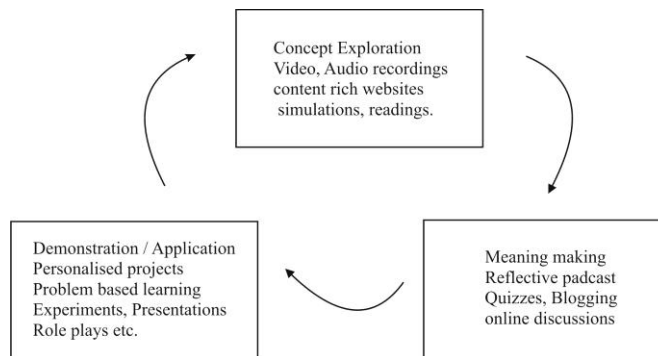 Concept Exploration
Video, Audio recordings
content rich websites
simulations, readings.
Demonstration / Application
Personalised projects
Problem based learning
Experiments, Presentations
Role plays etc.
Meaning making
Reflective padcast
Quizzes, Blogging
online discussions